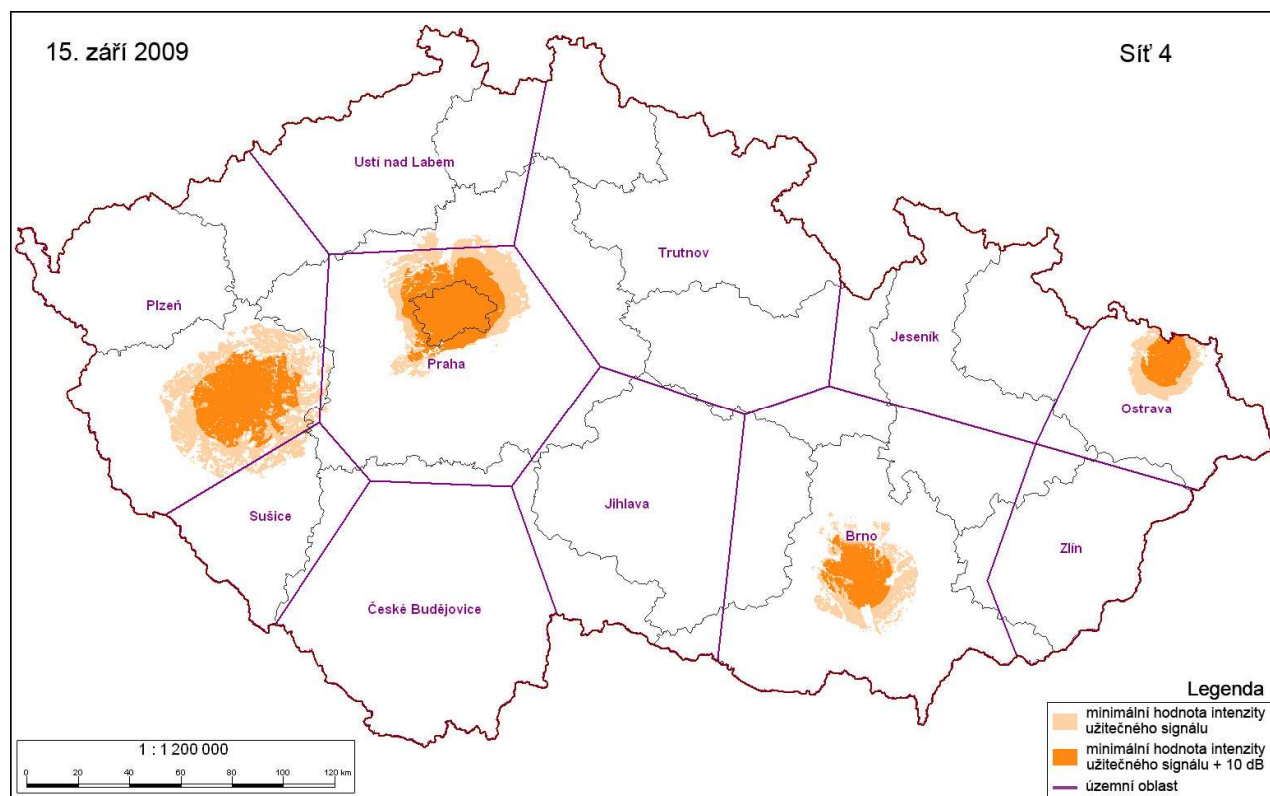 15. září 2009
Síť 4
Ustí nad Labem
Trutnov
Plzeň
Praha
Jeseník
Ostrava
Sušice
Jihlava
Brno
Zlín
České Budějovice
Legenda
minimální hodnota intenzity
užitečného signálu
minimální hodnota intenzity
užitečného signálu + 10 dB
územní oblast
1 : 1 200 000
0 20 40 60 80 100 120 km